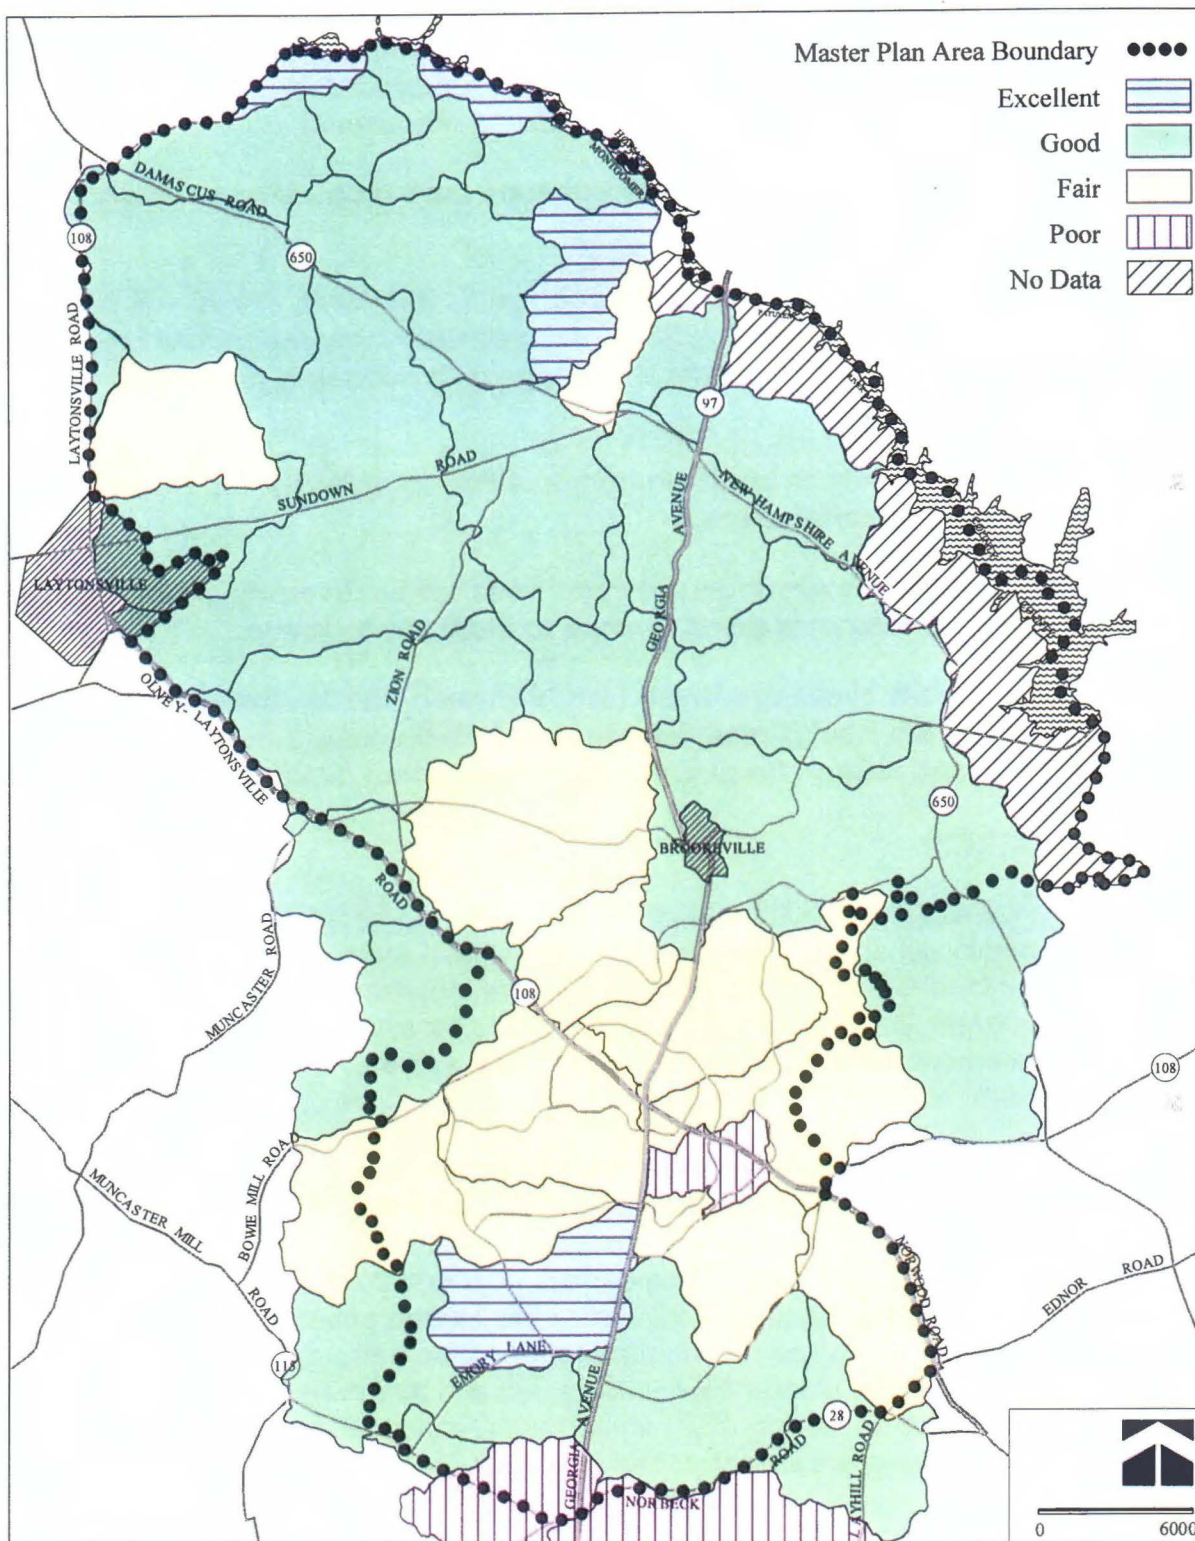 Master Plan Area Boundary
Excellent
Good
Fair
Poor
No Data
MONTGOMERY
DAMASCUS ROAD
108
650
LAYTONSVILLE ROAD
97
SUNDOWN ROAD
NEW HAMPSHIRE AVENUE
GEORGIA AVENUE
LAYTONSVILLE
ZION ROAD
OLNEY-LAYTONSVILLE ROAD
650
BROOKEVILLE
MUNCASTER ROAD
108
108
BOWIE MILL ROAD
MUNCASTER MILL ROAD
NORWOOD ROAD
EDNOR ROAD
115
EMORY LANE
GEORGIA AVENUE
28
NORBECK ROAD
LAYHILL ROAD
0 6000